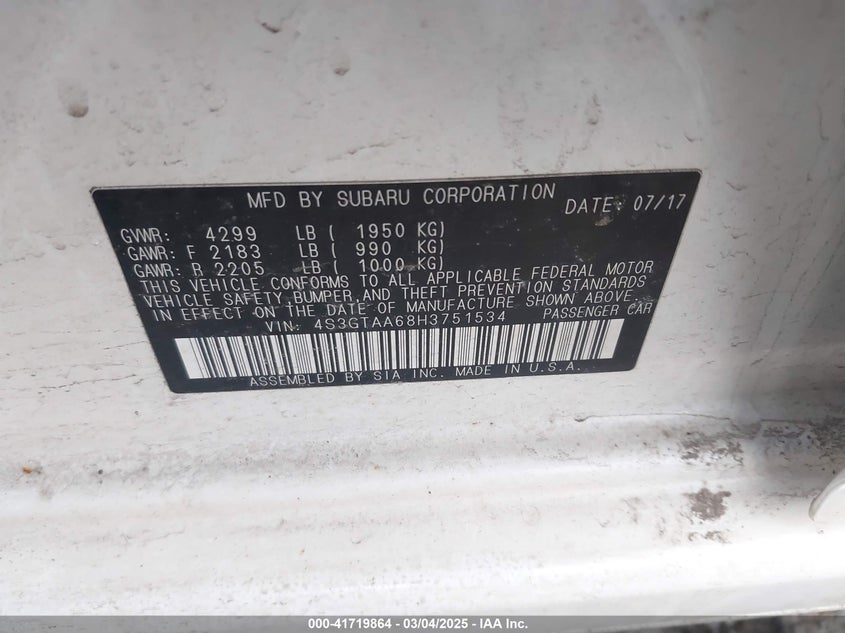 MFD BY SUBARU CORPORATION DATE: 07/17
GVWR: 4299 LB ( 1950 KG)
GAWR: F 2183 LB ( 990 KG)
GAWR: R 2205 LB ( 1000 KG)
THIS VEHICLE CONFORMS TO ALL APPLICABLE FEDERAL MOTOR
VEHICLE SAFETY, BUMPER, AND THEFT PREVENTION STANDARDS
IN EFFECT ON THE DATE OF MANUFACTURE SHOWN ABOVE.
VIN: 4S3GTAA68H3751534 PASSENGER CAR
ASSEMBLED BY SIA INC. MADE IN U.S.A.
000-41719864 - 03/04/2025 - IAA Inc.